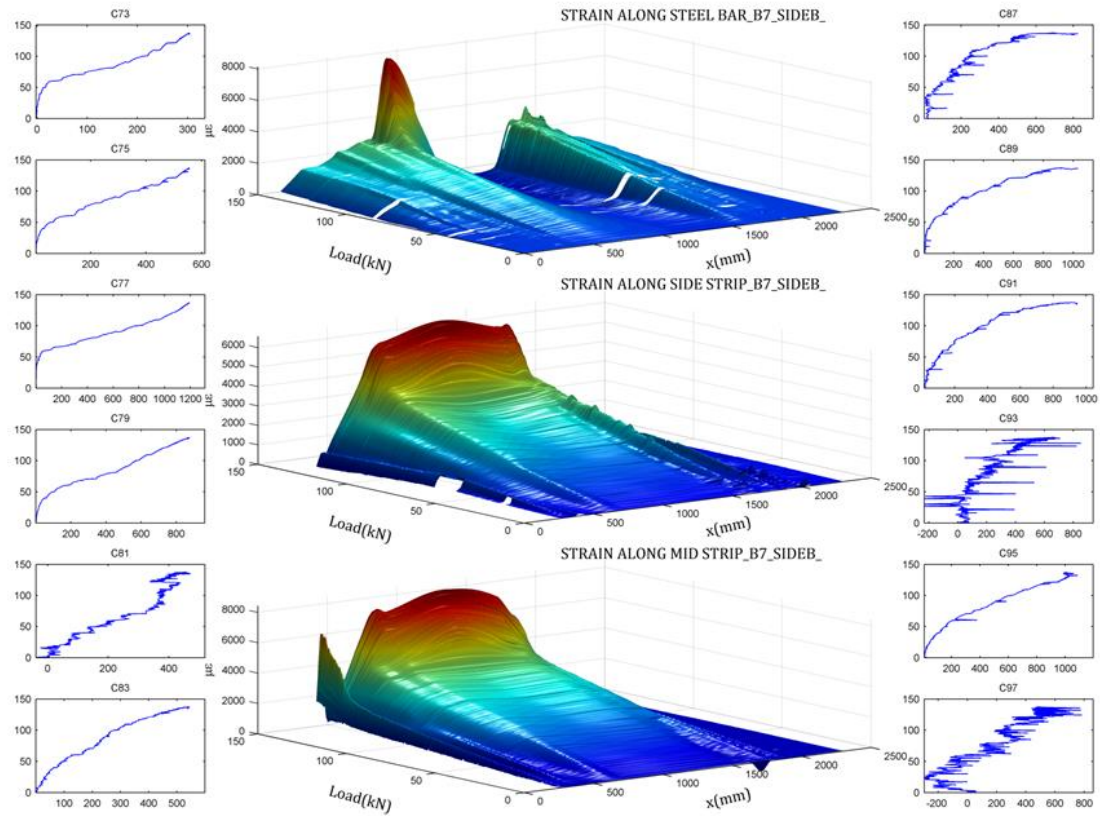 C73
150
100
50
0
0 100 200 300
C75
150
100
50
0
200 400 600
C77
150
100
50
0
200 400 600 800 1000 1200
C79
150
100
50
0
0 200 400 600 800
C81
150
100
50
0
0 200 400
C83
150
100
50
0
100 200 300 400 500
STRAIN ALONG STEEL BAR_B7_SIDEB_
με
8000
6000
4000
2000
0
150
100
50
0
Load(kN)
0
500
1000
1500
2000
2500
x(mm)
STRAIN ALONG SIDE STRIP_B7_SIDEB_
με
6000
5000
4000
3000
2000
1000
0
150
100
50
0
Load(kN)
0
500
1000
1500
2000
2500
x(mm)
STRAIN ALONG MID STRIP_B7_SIDEB_
με
8000
6000
4000
2000
0
150
100
50
0
Load(kN)
0
500
1000
1500
2000
2500
x(mm)
C87
150
100
50
0
200 400 600 800
C89
150
100
50
0
200 400 600 800 1000
C91
150
100
50
0
200 400 600 800 1000
C93
150
100
50
0
-200 0 200 400 600 800
C95
150
100
50
0
200 400 600 800 1000
C97
150
100
50
0
-200 0 200 400 600 800